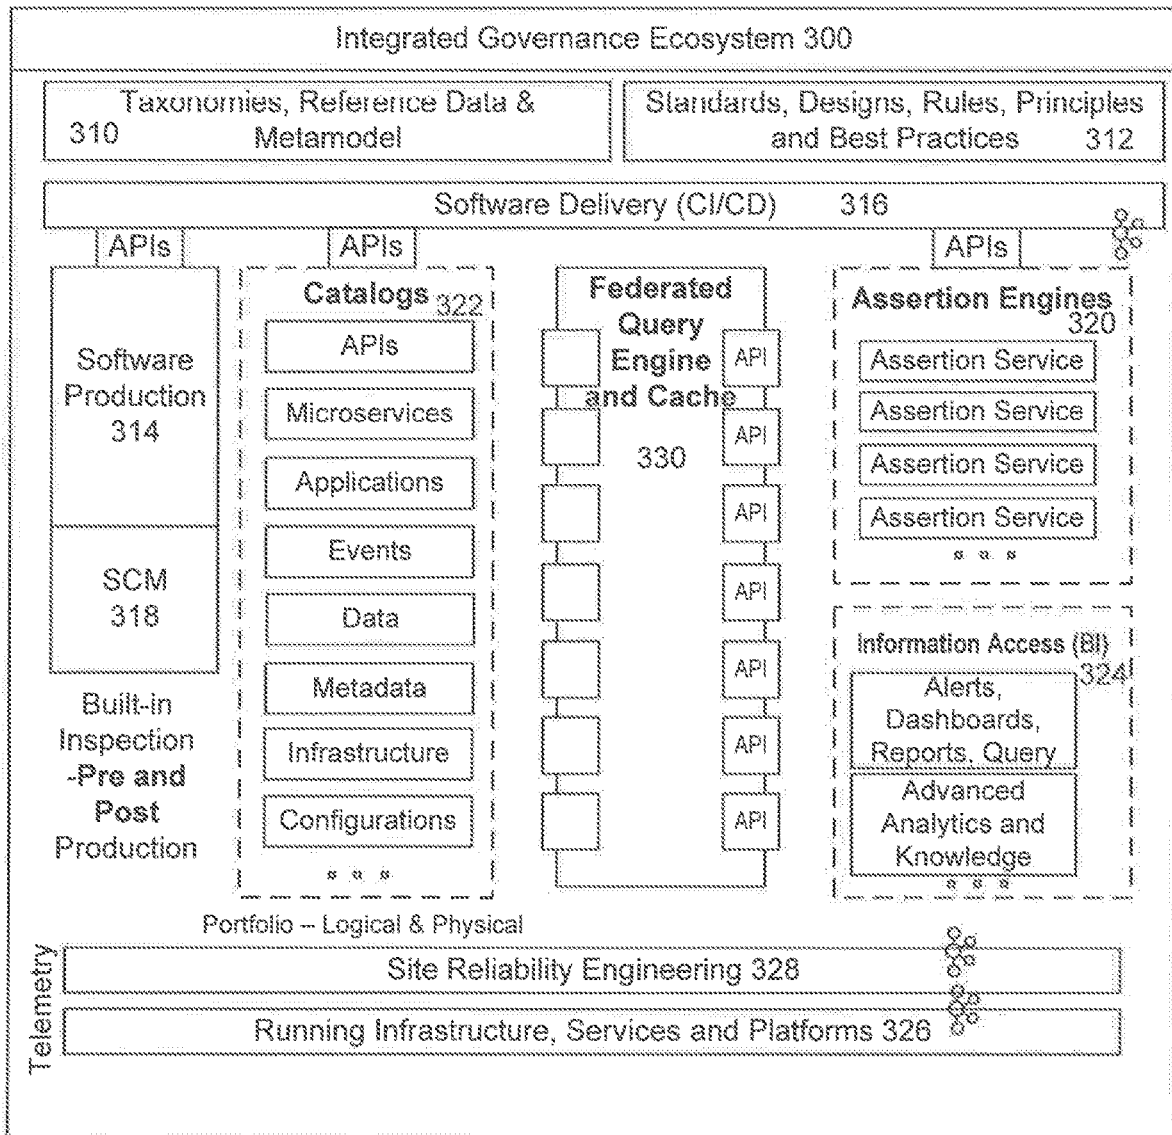 Integrated Governance Ecosystem 300
Taxonomies, Reference Data &
310 Metamodel
Standards, Designs, Rules, Principles
and Best Practices 312
Software Delivery (CI/CD) 316
APIs
APIs
APIs
Software
Production
314
SCM
318
Built-in
Inspection
-Pre and
Post
Production
Catalogs
322
APIs
Microservices
Applications
Events
Data
Metadata
Infrastructure
Configurations
Portfolio – Logical & Physical
Federated
Query
Engine
and Cache
330
API
API
API
API
API
API
API
Assertion Engines
320
Assertion Service
Assertion Service
Assertion Service
Assertion Service
Information Access (BI)
324
Alerts,
Dashboards,
Reports, Query
Advanced
Analytics and
Knowledge
Telemetry
Site Reliability Engineering 328
Running Infrastructure, Services and Platforms 326